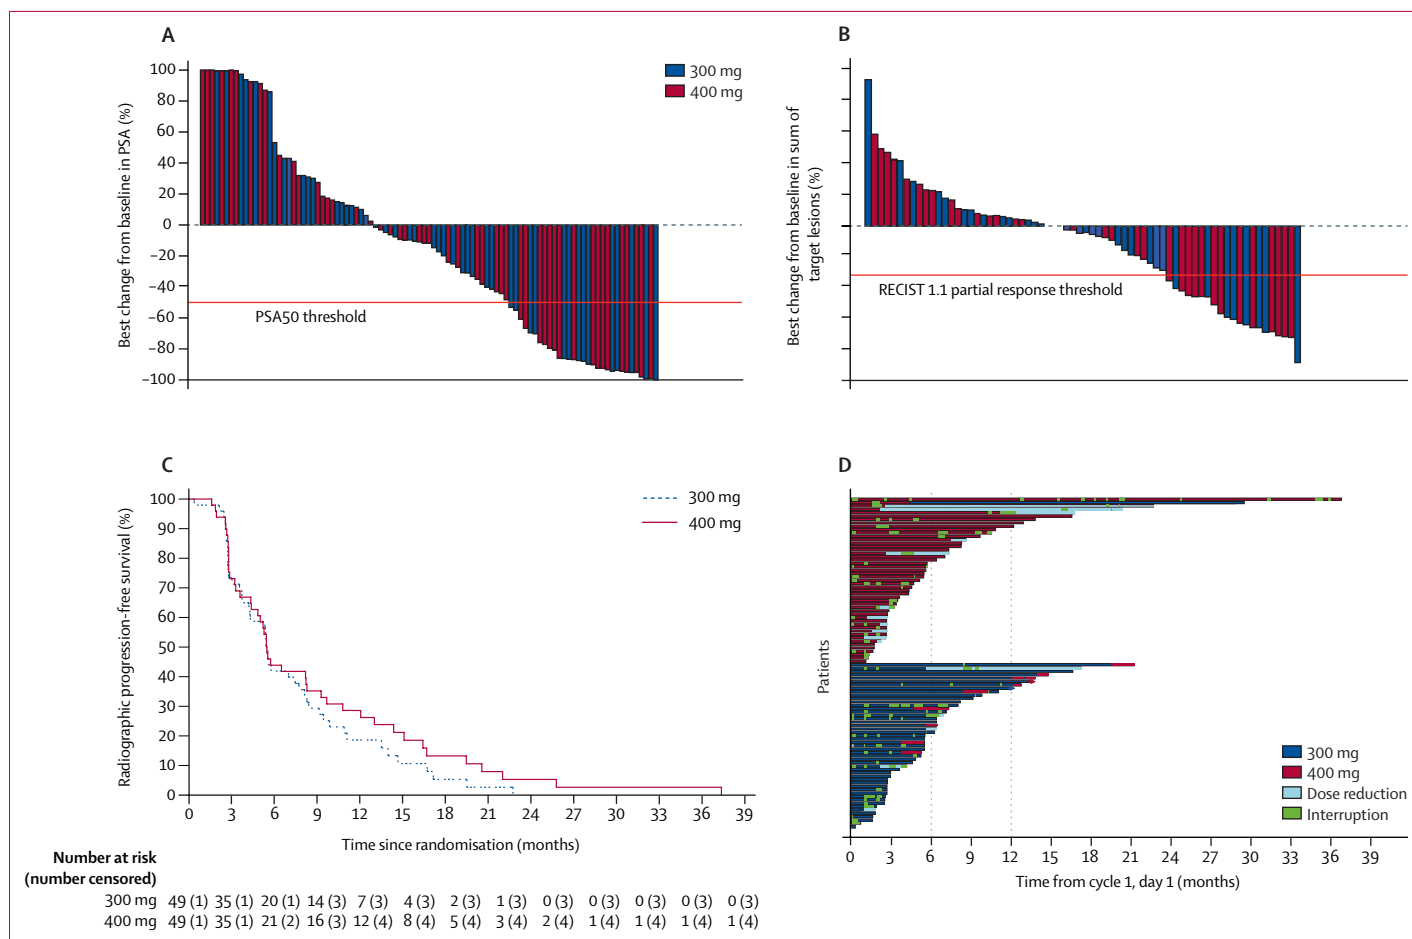 A
Best change from baseline in PSA (%)
100
80
60
40
20
0
−20
−40
−60
−80
−100
300 mg
400 mg
PSA50 threshold
B
Best change from baseline in sum of
target lesions (%)
RECIST 1.1 partial response threshold
C
Radiographic progression-free survival (%)
100
90
80
70
60
50
40
30
20
10
0
300 mg
400 mg
0 3 6 9 12 15 18 21 24 27 30 33 36 39
Time since randomisation (months)
Number at risk
(number censored)
300 mg 49 (1) 35 (1) 20 (1) 14 (3) 7 (3) 4 (3) 2 (3) 1 (3) 0 (3) 0 (3) 0 (3) 0 (3) 0 (3)
400 mg 49 (1) 35 (1) 21 (2) 16 (3) 12 (4) 8 (4) 5 (4) 3 (4) 2 (4) 1 (4) 1 (4) 1 (4) 1 (4)
D
Patients
300 mg
400 mg
Dose reduction
Interruption
0 3 6 9 12 15 18 21 24 27 30 33 36 39
Time from cycle 1, day 1 (months)